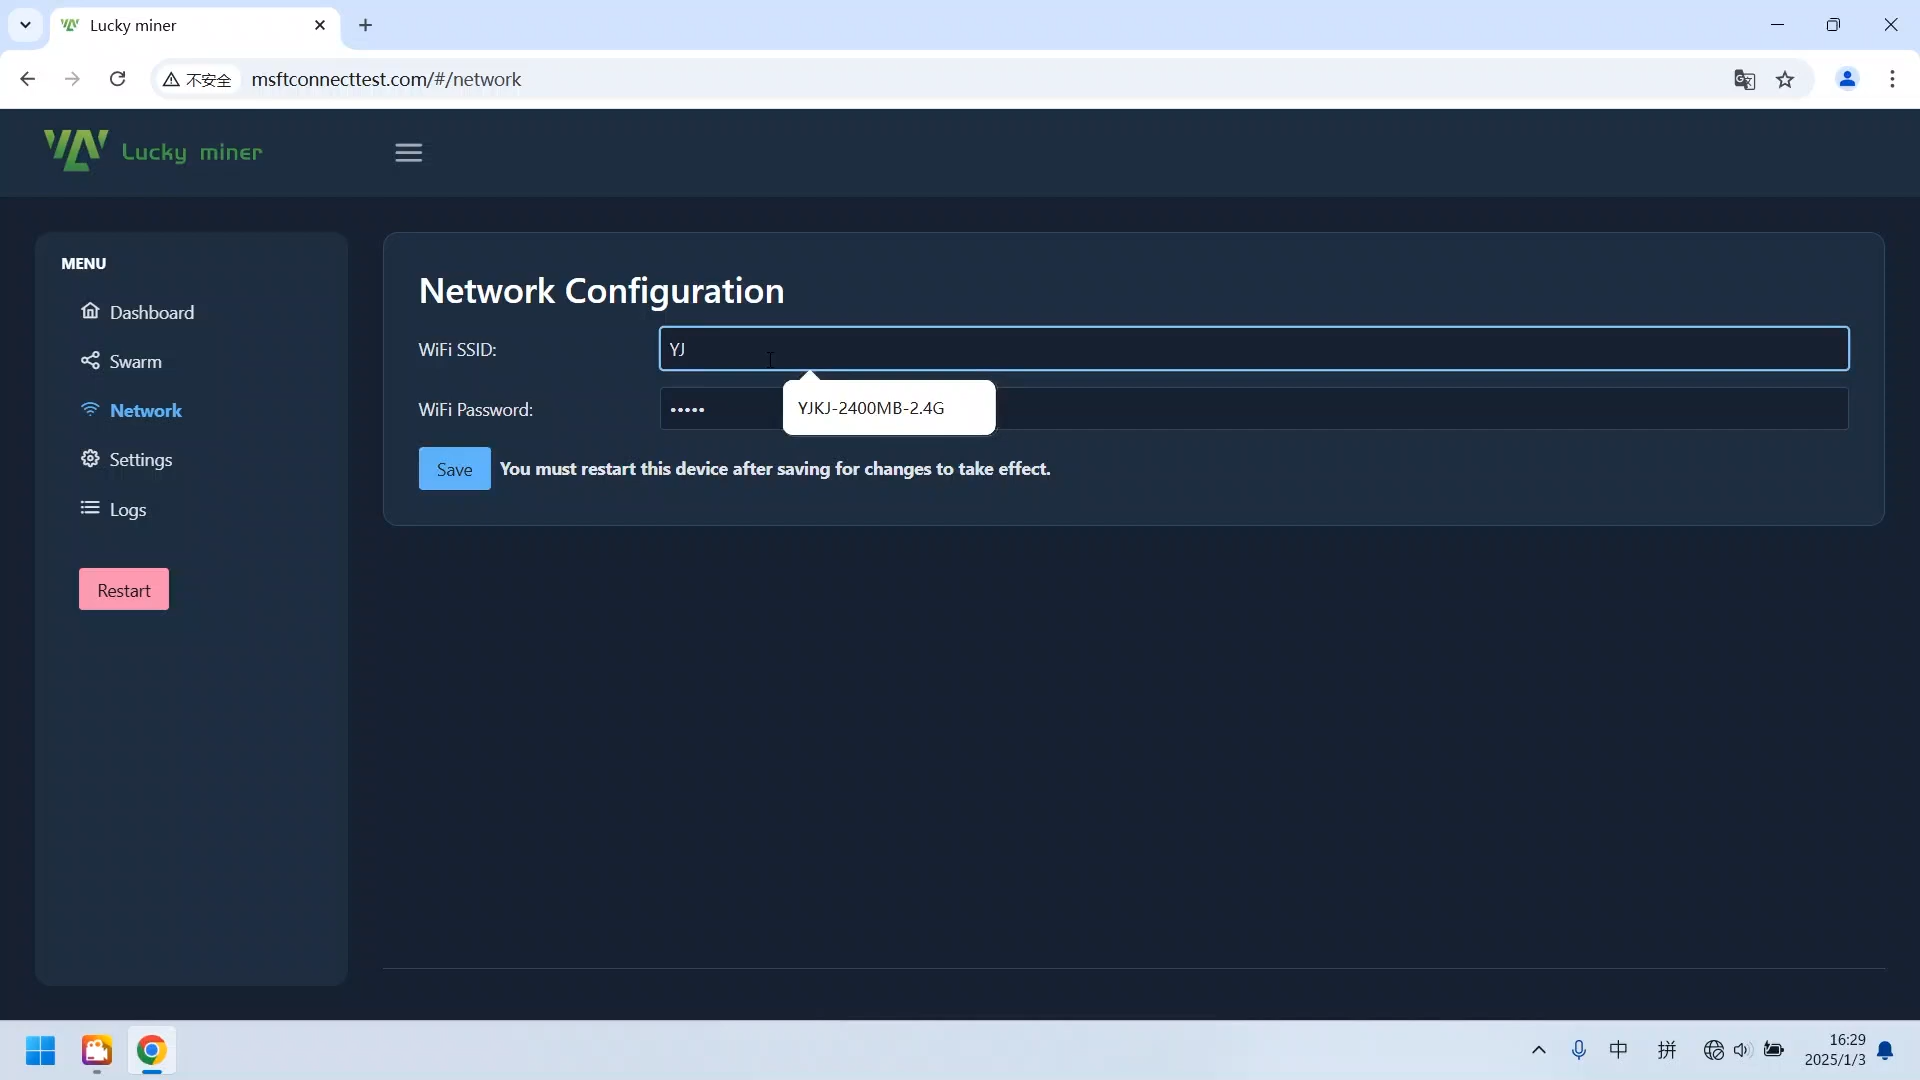 Lucky miner
不安全
msftconnecttest.com/#/network
Lucky miner
MENU
Dashboard
Swarm
Network
Settings
Logs
Restart
Network Configuration
WiFi SSID:
YJ
YJKJ-2400MB-2.4G
WiFi Password:
•••••
Save
You must restart this device after saving for changes to take effect.
中
拼
16:29
2025/1/3